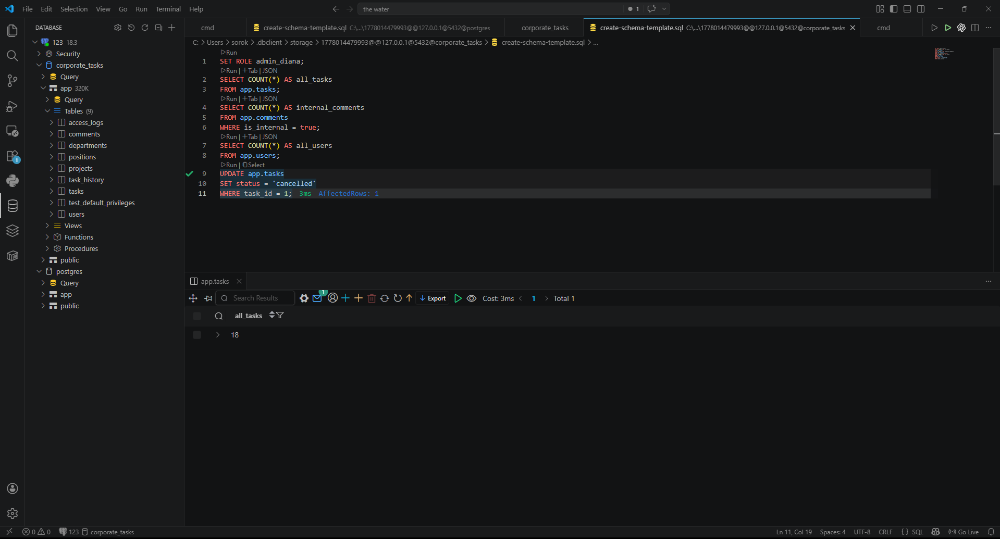 File Edit Selection View Go Run Terminal Help
the water
1
DATABASE
cmd
create-schema-template.sql C:\...\1778014479993@@127.0.0.1@5432@postgres
corporate_tasks
create-schema-template.sql C:\...\1778014479993@@127.0.0.1@5432@corporate_tasks
cmd
C: > Users > sorok > .dbclient > storage > 1778014479993@@127.0.0.1@5432@corporate_tasks > create-schema-template.sql > ...
123 18.3
Security
corporate_tasks
Query
app 320K
Query
Tables (9)
access_logs
comments
departments
positions
projects
task_history
tasks
test_default_privileges
users
Views
Functions
Procedures
public
postgres
Query
app
public
1
Run
1 SET ROLE admin_diana;
Run | Tab | JSON
2 SELECT COUNT(*) AS all_tasks
3 FROM app.tasks;
Run | Tab | JSON
4 SELECT COUNT(*) AS internal_comments
5 FROM app.comments
6 WHERE is_internal = true;
Run | Tab | JSON
7 SELECT COUNT(*) AS all_users
8 FROM app.users;
Run | Select
9 UPDATE app.tasks
10 SET status = 'cancelled'
11 WHERE task_id = 1; 3ms AffectedRows: 1
app.tasks
Search Results
1
Export
Cost: 3ms < 1 > Total 1
all_tasks
18
0 0 123 corporate_tasks
Ln 11, Col 19 Spaces: 4 UTF-8 CRLF { } SQL Go Live